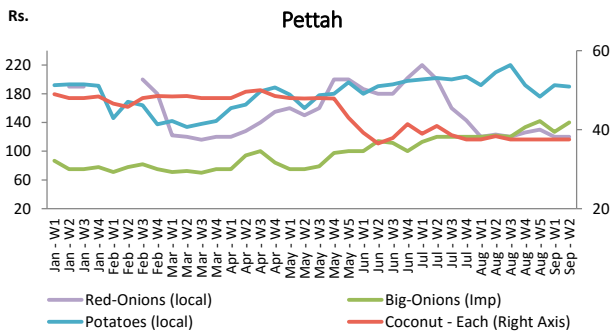 Rs.
Pettah
220
180
140
100
60
20
60
40
20
Jan - W1
Jan - W2
Jan - W3
Jan - W4
Feb - W1
Feb - W2
Feb - W3
Feb - W4
Mar - W1
Mar - W2
Mar - W3
Mar - W4
Apr - W1
Apr - W2
Apr - W3
Apr - W4
May - W1
May - W2
May - W3
May - W4
May - W5
Jun - W1
Jun - W2
Jun - W3
Jun - W4
Jul - W1
Jul - W2
Jul - W3
Jul - W4
Aug - W1
Aug - W2
Aug - W3
Aug - W4
Aug - W5
Sep - W1
Sep - W2
Red-Onions (local)
Big-Onions (Imp)
Potatoes (local)
Coconut - Each (Right Axis)